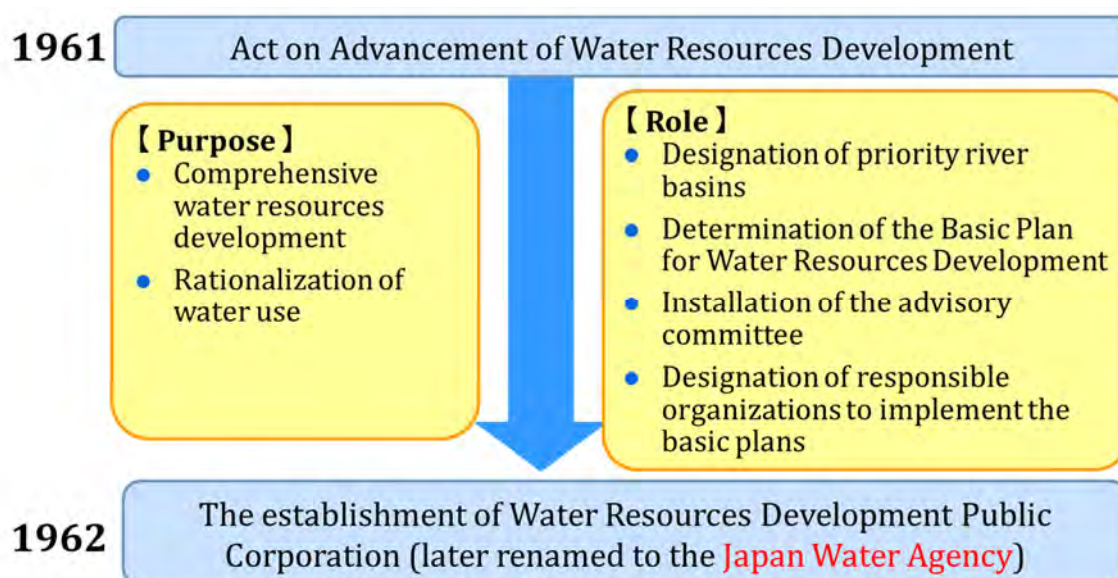 1961
Act on Advancement of Water Resources Development
【 Purpose 】
● Comprehensive
water resources
development
● Rationalization of
water use
【 Role 】
● Designation of priority river
basins
● Determination of the Basic Plan
for Water Resources Development
● Installation of the advisory
committee
● Designation of responsible
organizations to implement the
basic plans
1962
The establishment of Water Resources Development Public
Corporation (later renamed to the Japan Water Agency)